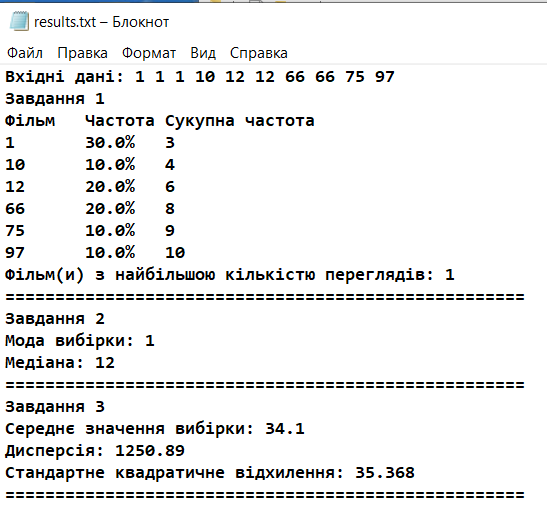 results.txt – Блокнот
Файл Правка Формат Вид Справка
Вхідні дані: 1 1 1 10 12 12 66 66 75 97
Завдання 1
Фільм Частота Сукупна частота
1 30.0% 3
10 10.0% 4
12 20.0% 6
66 20.0% 8
75 10.0% 9
97 10.0% 10
Фільм(и) з найбільшою кількістю переглядів: 1
====================================================
Завдання 2
Мода вибірки: 1
Медіана: 12
====================================================
Завдання 3
Середнє значення вибірки: 34.1
Дисперсія: 1250.89
Стандартне квадратичне відхилення: 35.368
====================================================